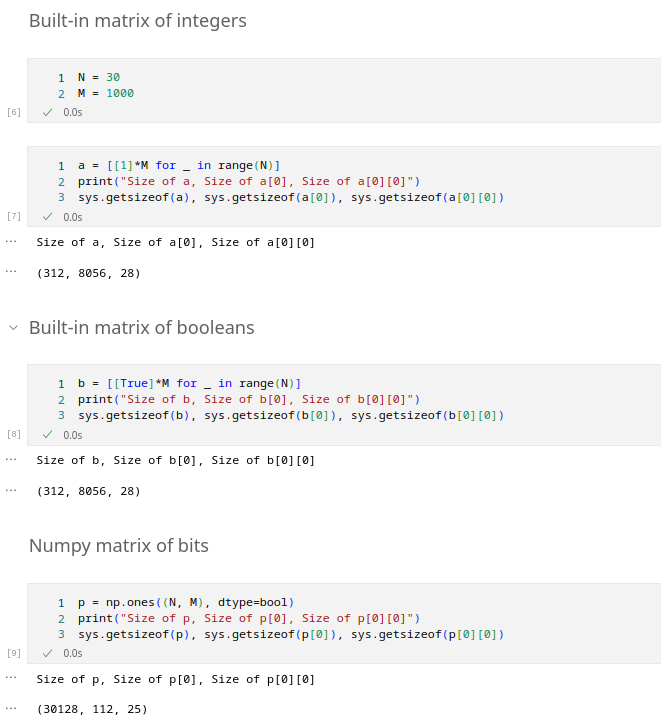 Built-in matrix of integers
1 N = 30
2 M = 1000
[6] ✓ 0.0s
1 a = [[1]*M for _ in range(N)]
2 print("Size of a, Size of a[0], Size of a[0][0]")
3 sys.getsizeof(a), sys.getsizeof(a[0]), sys.getsizeof(a[0][0])
[7] ✓ 0.0s
... Size of a, Size of a[0], Size of a[0][0]
... (312, 8056, 28)
Built-in matrix of booleans
1 b = [[True]*M for _ in range(N)]
2 print("Size of b, Size of b[0], Size of b[0][0]")
3 sys.getsizeof(b), sys.getsizeof(b[0]), sys.getsizeof(b[0][0])
[8] ✓ 0.0s
... Size of b, Size of b[0], Size of b[0][0]
... (312, 8056, 28)
Numpy matrix of bits
1 p = np.ones((N, M), dtype=bool)
2 print("Size of p, Size of p[0], Size of p[0][0]")
3 sys.getsizeof(p), sys.getsizeof(p[0]), sys.getsizeof(p[0][0])
[9] ✓ 0.0s
... Size of p, Size of p[0], Size of p[0][0]
... (30128, 112, 25)